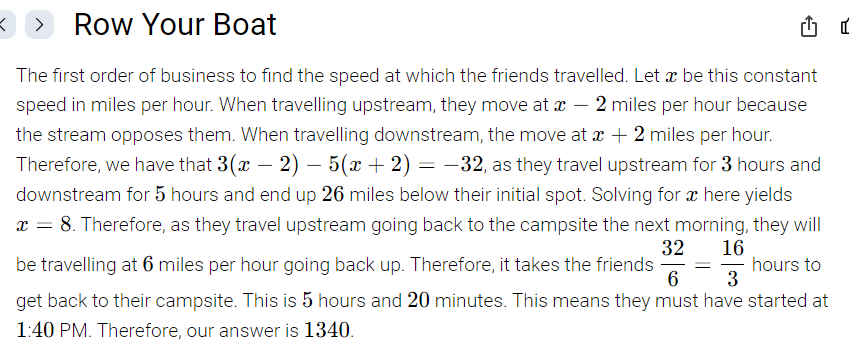 Row Your Boat
The first order of business to find the speed at which the friends travelled. Let x be this constant
speed in miles per hour. When travelling upstream, they move at x − 2 miles per hour because
the stream opposes them. When travelling downstream, the move at x + 2 miles per hour.
Therefore, we have that 3(x − 2) − 5(x + 2) = −32, as they travel upstream for 3 hours and
downstream for 5 hours and end up 26 miles below their initial spot. Solving for x here yields
x = 8. Therefore, as they travel upstream going back to the campsite the next morning, they will
be travelling at 6 miles per hour going back up. Therefore, it takes the friends 32/6 = 16/3 hours to
get back to their campsite. This is 5 hours and 20 minutes. This means they must have started at
1:40 PM. Therefore, our answer is 1340.